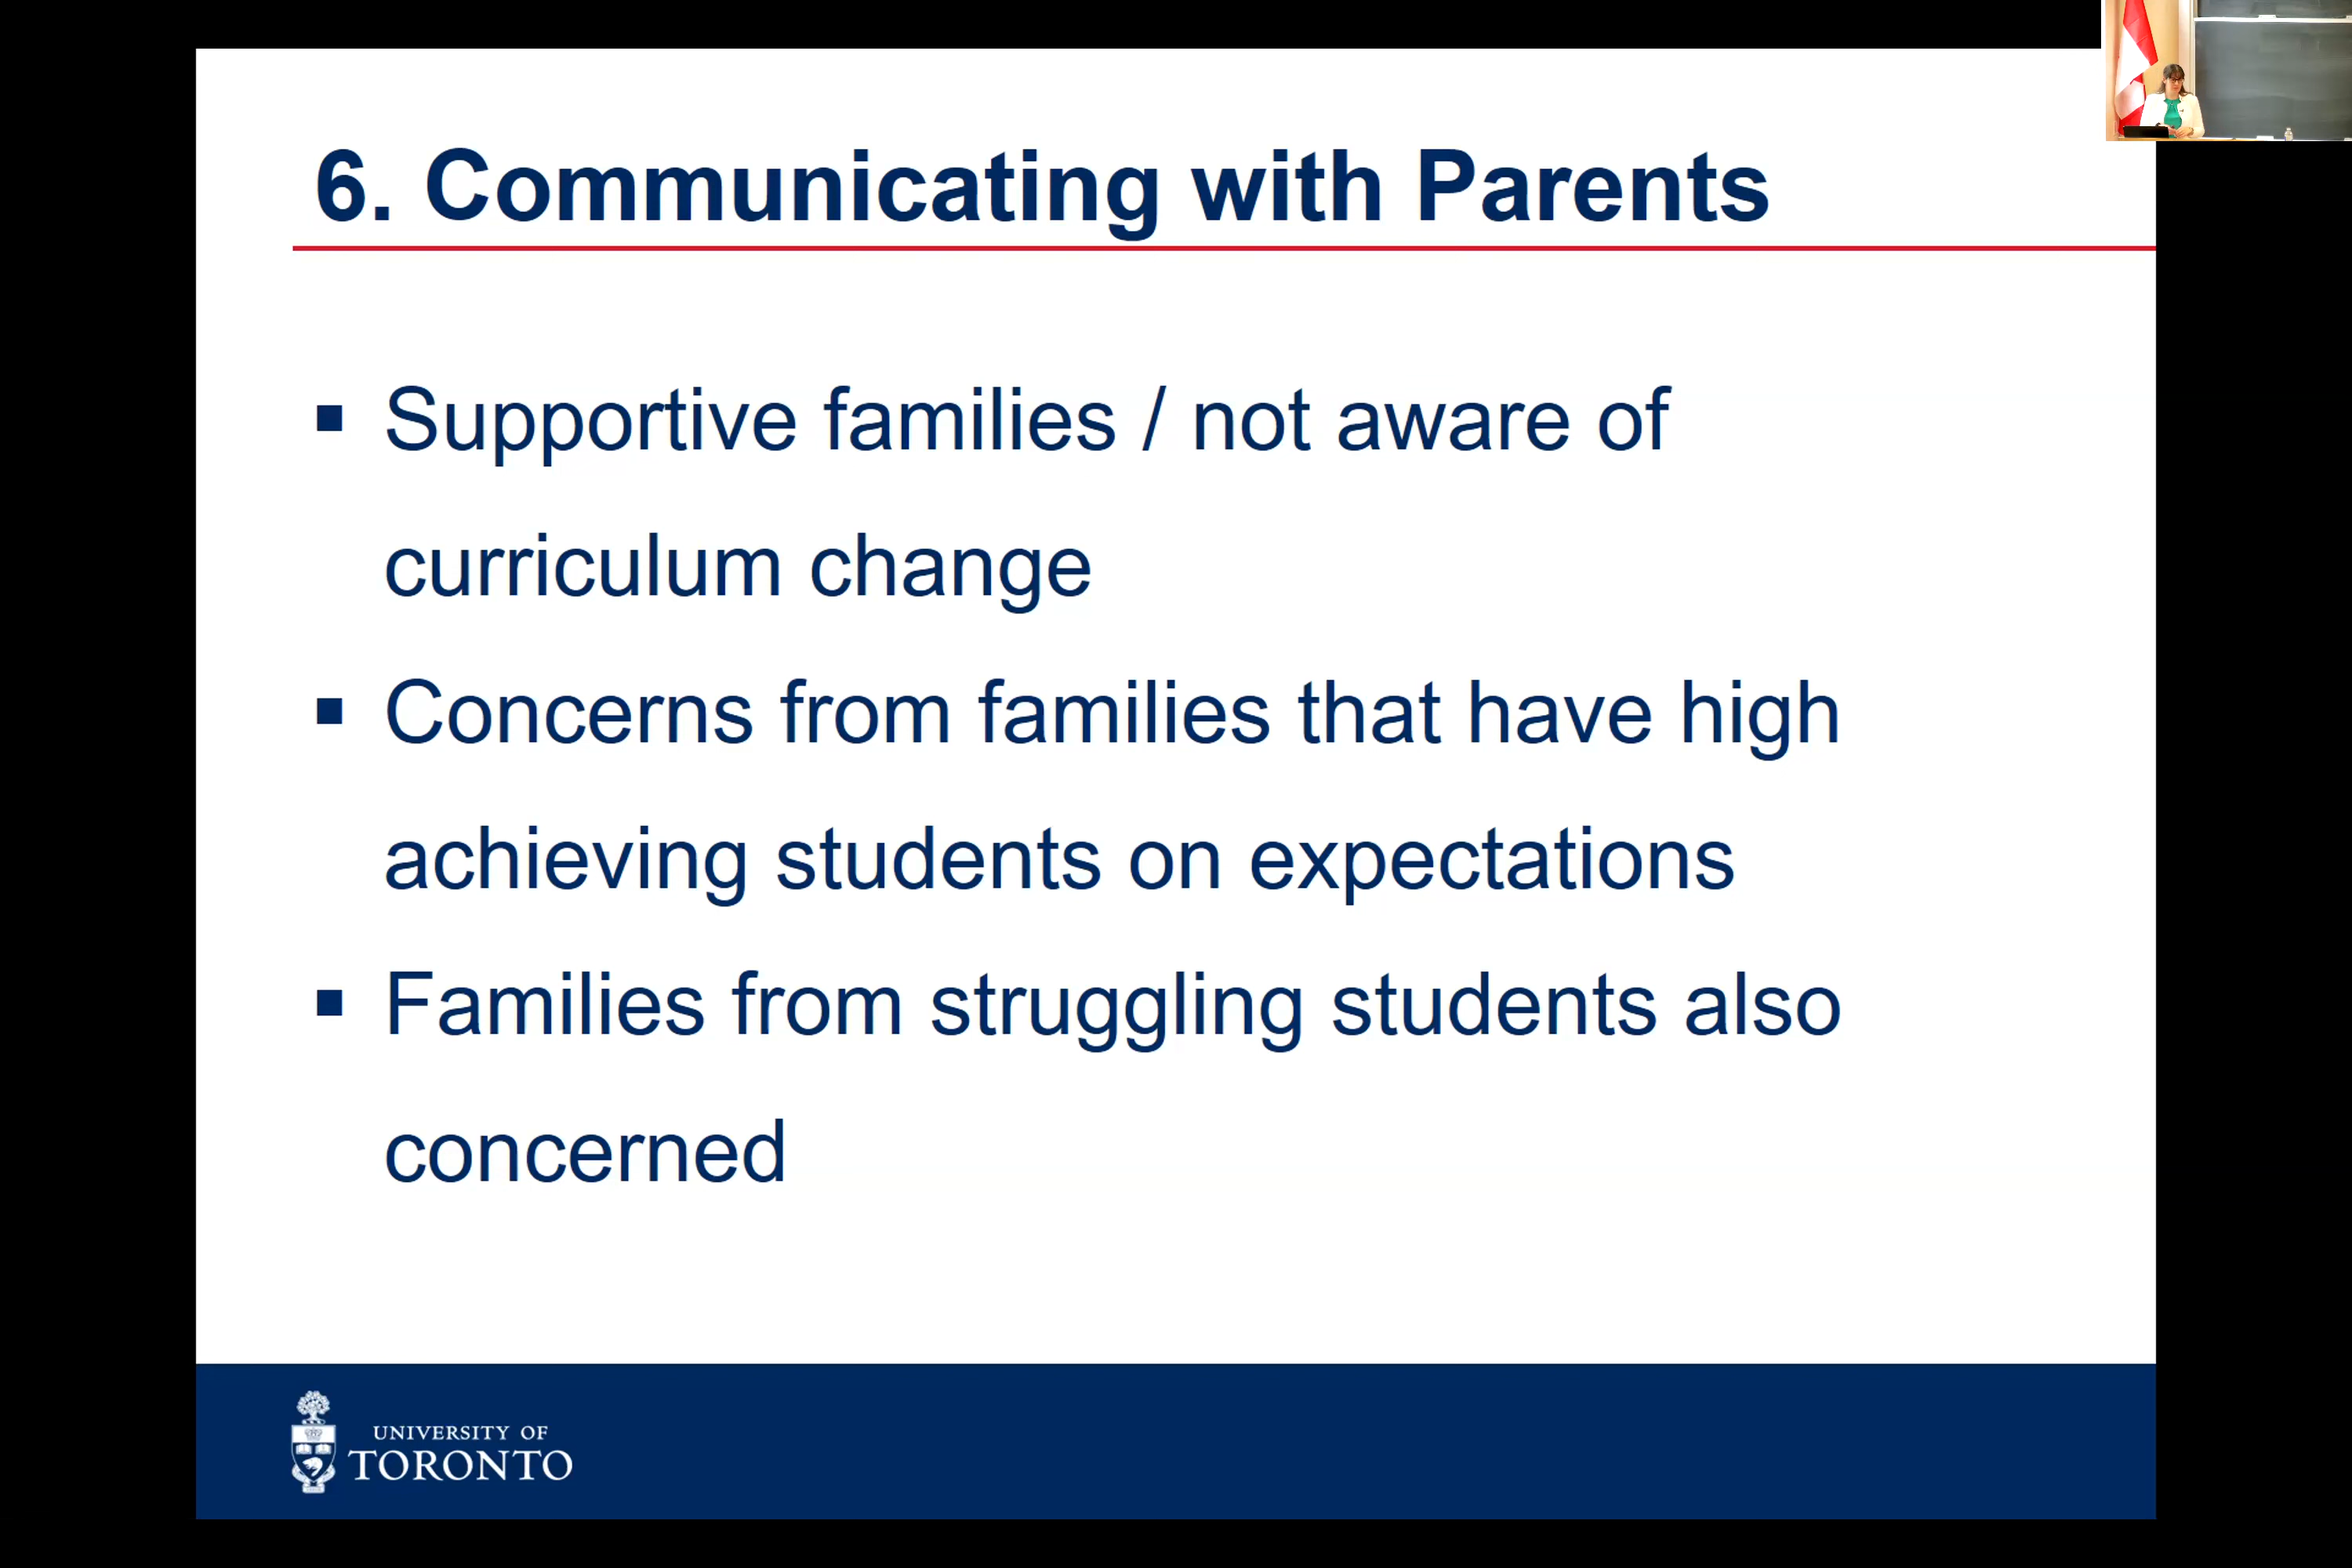 6. Communicating with Parents
▪ Supportive families / not aware of
curriculum change
▪ Concerns from families that have high
achieving students on expectations
▪ Families from struggling students also
concerned
UNIVERSITY OF
TORONTO